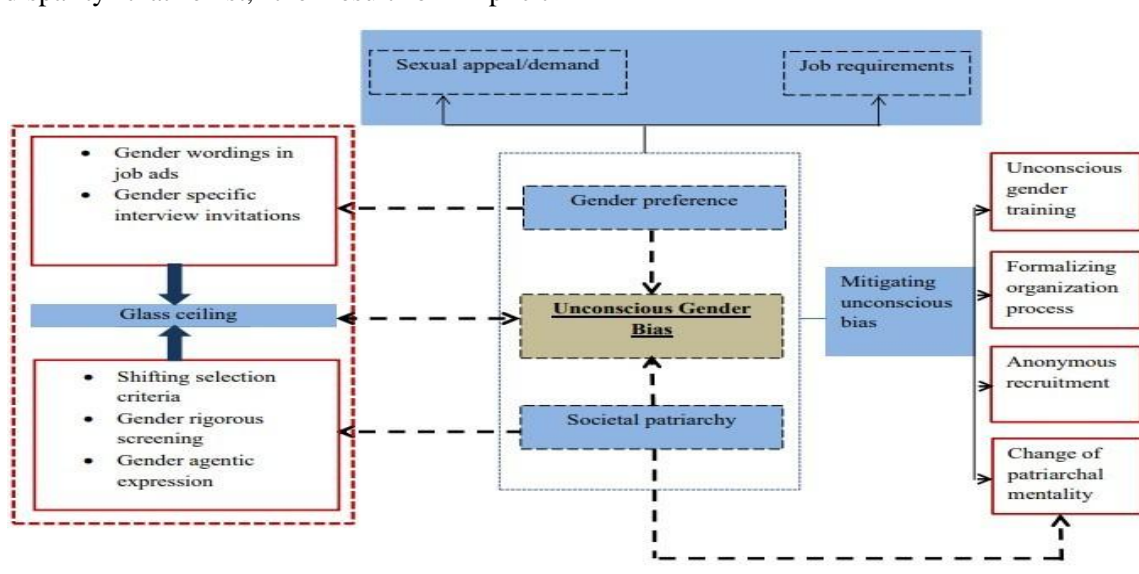 Sexual appeal/demand
Job requirements
• Gender wordings in
job ads
• Gender specific
interview invitations
Glass ceiling
• Shifting selection
criteria
• Gender rigorous
screening
• Gender agentic
expression
Gender preference
Unconscious Gender
Bias
Societal patriarchy
Mitigating
unconscious
bias
Unconscious
gender
training
Formalizing
organization
process
Anonymous
recruitment
Change of
patriarchal
mentality